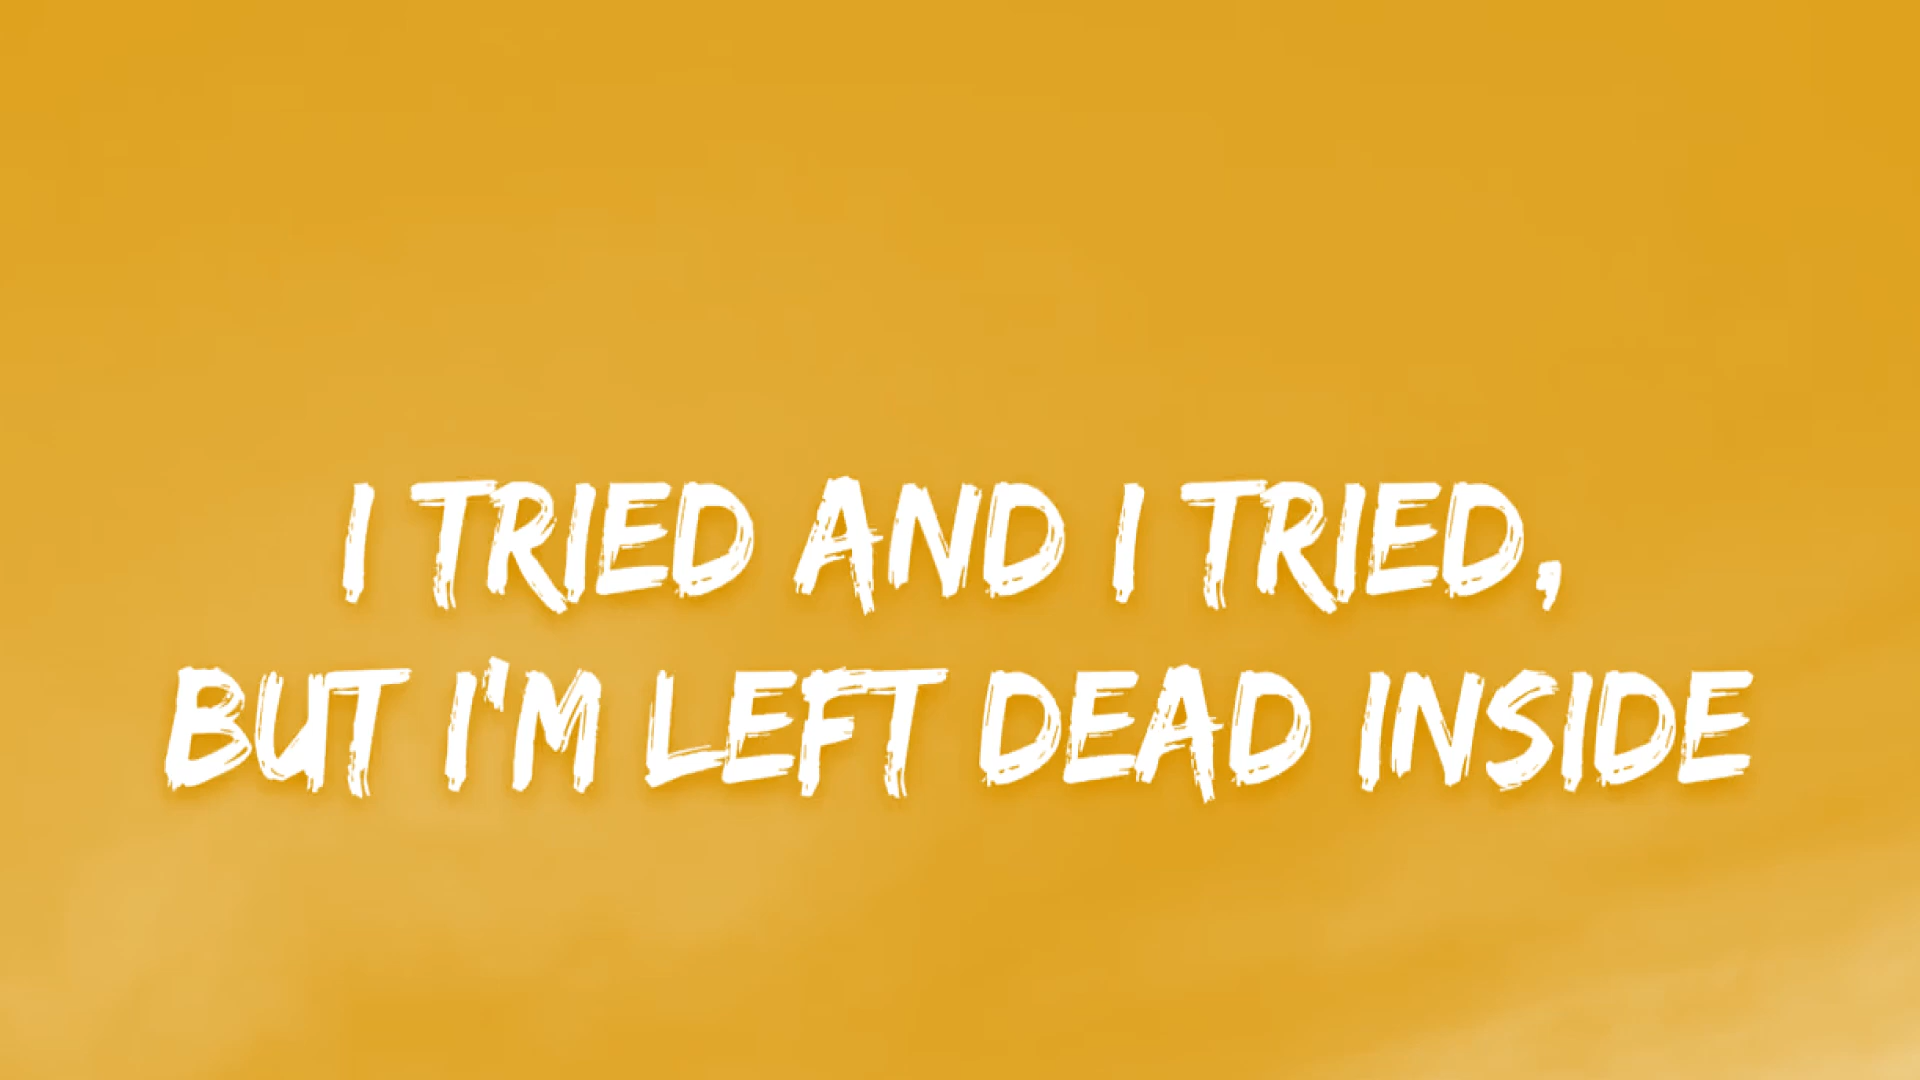 I TRIED AND I TRIED,
BUT I'M LEFT DEAD INSIDE